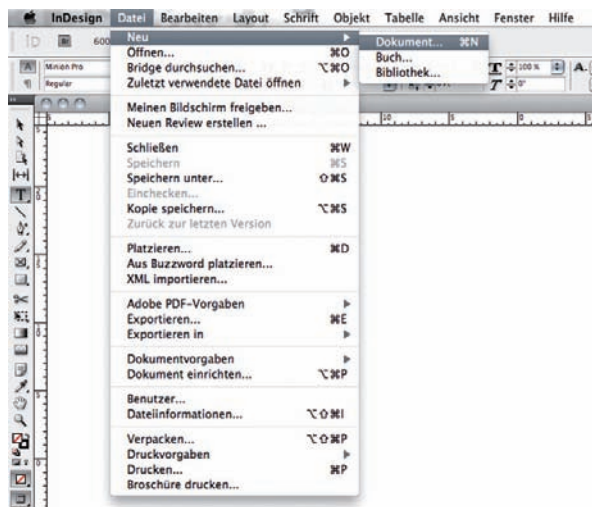 InDesign Datei Bearbeiten Layout Schrift Objekt Tabelle Ansicht Fenster Hilfe
Neu
Öffnen... ⌘O
Bridge durchsuchen... ⌥⌘O
Zuletzt verwendete Datei öffnen
Meinen Bildschirm freigeben...
Neuen Review erstellen ...
Schließen ⌘W
Speichern ⌘S
Speichern unter... ⇧⌘S
Einchecken...
Kopie speichern... ⌥⌘S
Zurück zur letzten Version
Platzieren... ⌘D
Aus Buzzword platzieren...
XML importieren...
Adobe PDF-Vorgaben
Exportieren... ⌘E
Exportieren in
Dokumentvorgaben
Dokument einrichten... ⌥⌘P
Benutzer...
Dateiinformationen... ⌥⇧⌘I
Verpacken... ⌥⇧⌘P
Druckvorgaben
Drucken... ⌘P
Broschüre drucken...
Dokument... ⌘N
Buch...
Bibliothek...
Minion Pro
Regular
100 %
0°